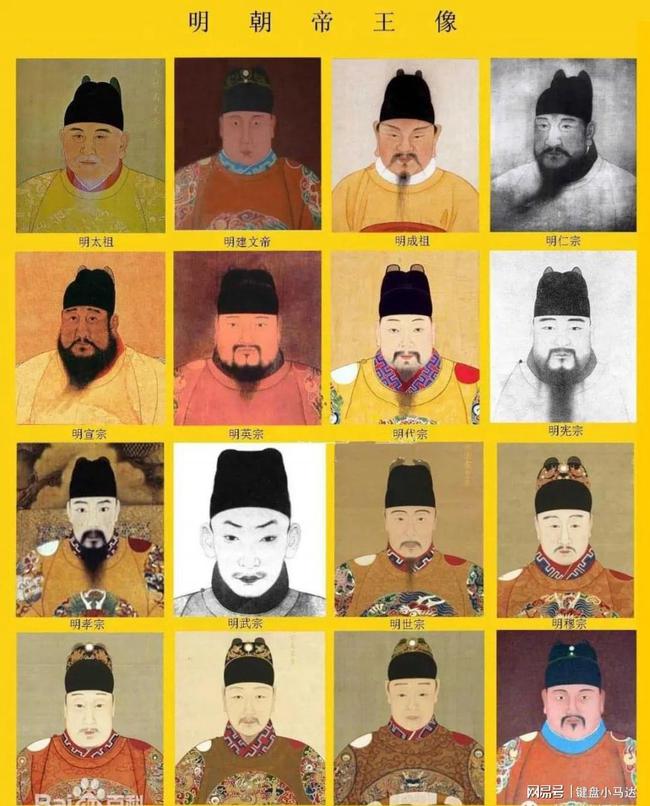 明朝帝王像
明太祖 明建文帝 明成祖 明仁宗
明宣宗 明英宗 明代宗 明宪宗
明孝宗 明武宗 明世宗 明穆宗
网易号 | 键盘小马达